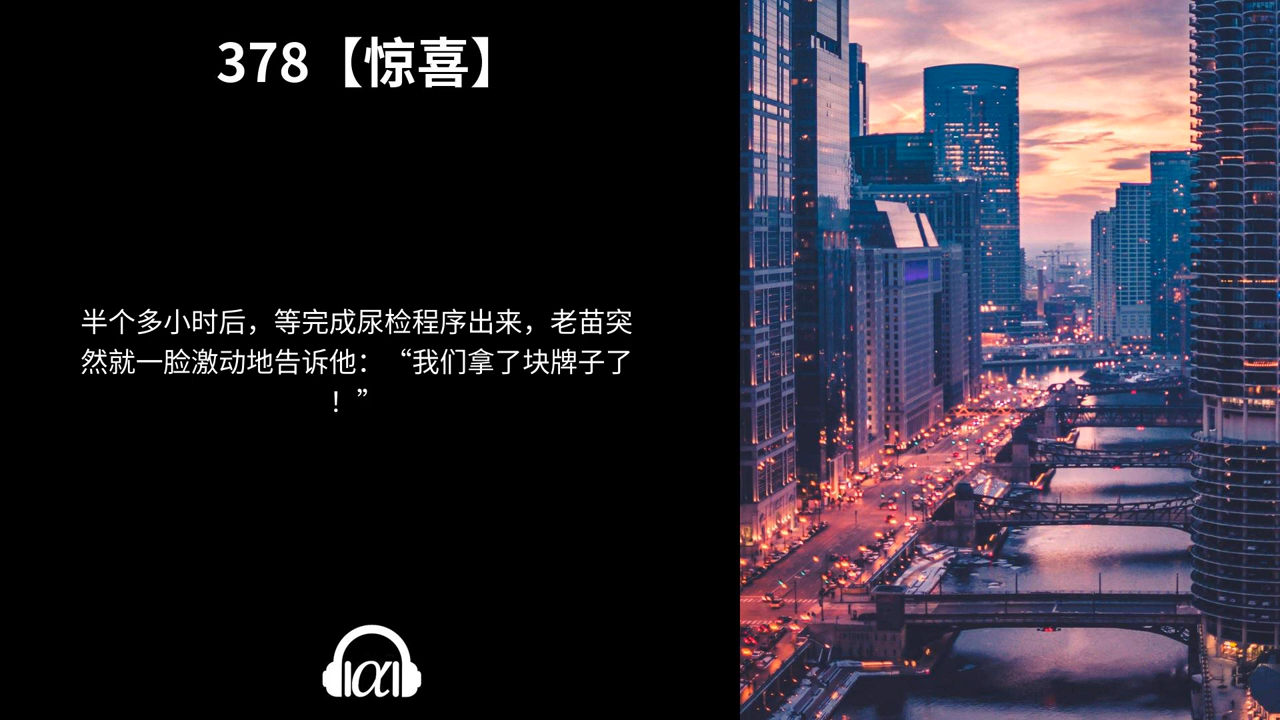 378【惊喜】
半个多小时后，等完成尿检程序出来，老苗突
然就一脸激动地告诉他：“我们拿了块牌子了
！”
|α|